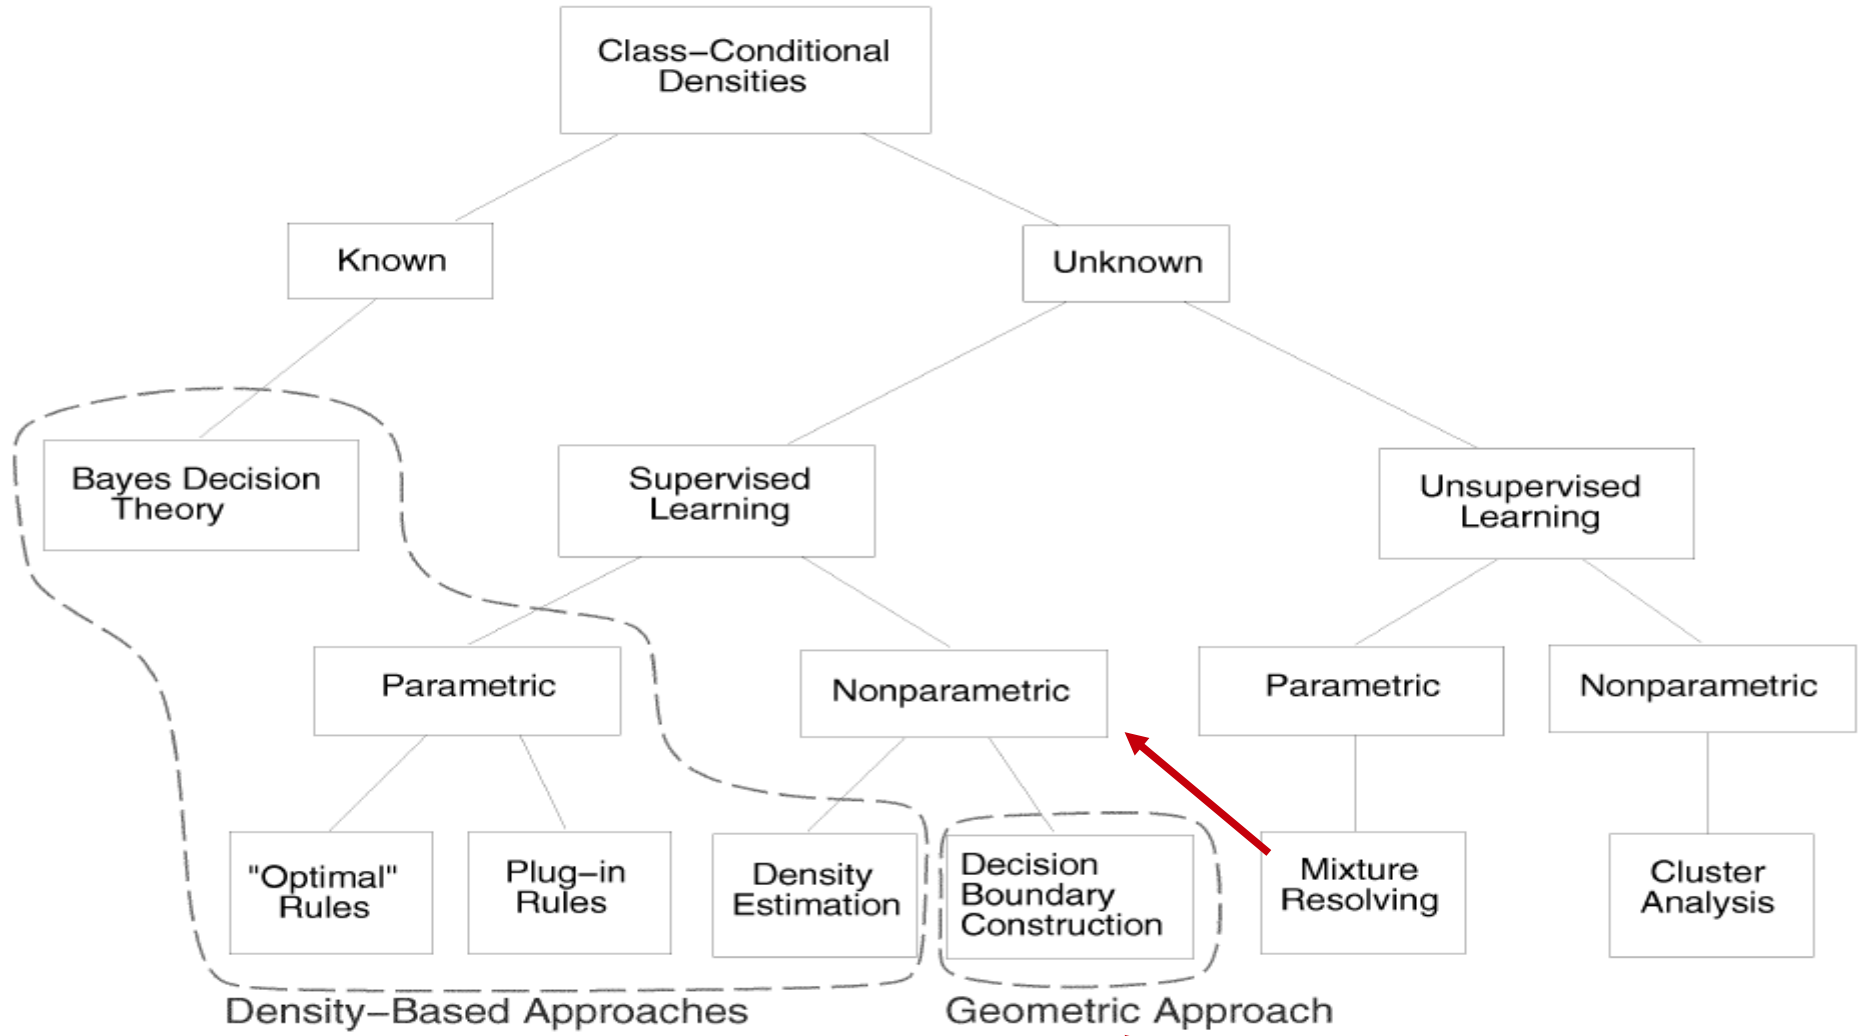 Class–Conditional
Densities
Known
Unknown
Bayes Decision
Theory
Supervised
Learning
Unsupervised
Learning
Parametric
Nonparametric
Parametric
Nonparametric
"Optimal"
Rules
Plug–in
Rules
Density
Estimation
Decision
Boundary
Construction
Mixture
Resolving
Cluster
Analysis
Density–Based Approaches
Geometric Approach